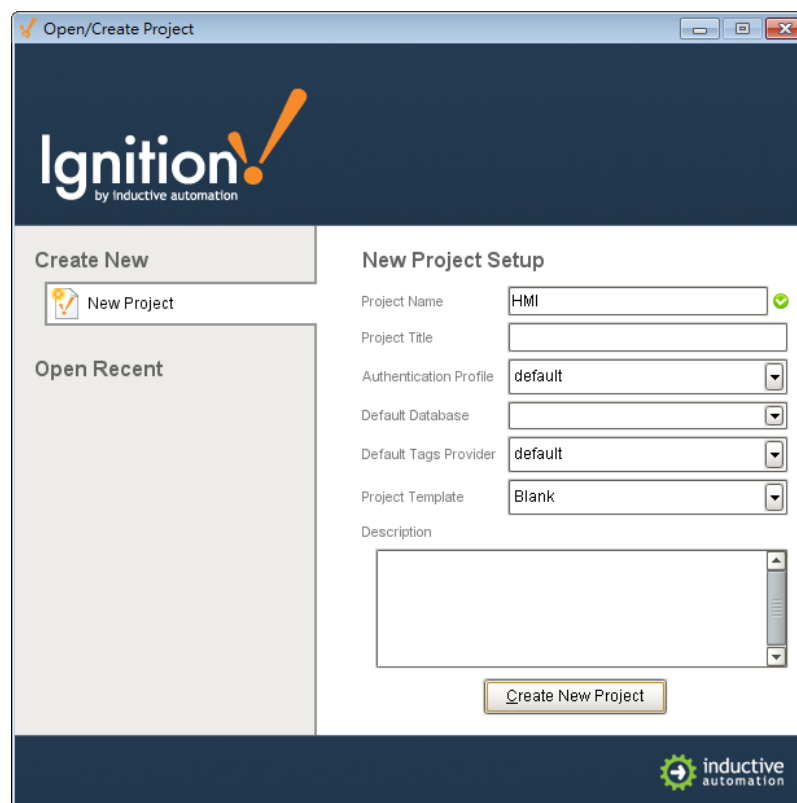 Open/Create Project
Ignition!
by inductive automation
Create New
New Project
Open Recent
New Project Setup
Project Name HMI
Project Title
Authentication Profile default
Default Database
Default Tags Provider default
Project Template Blank
Description
Create New Project
inductive
automation